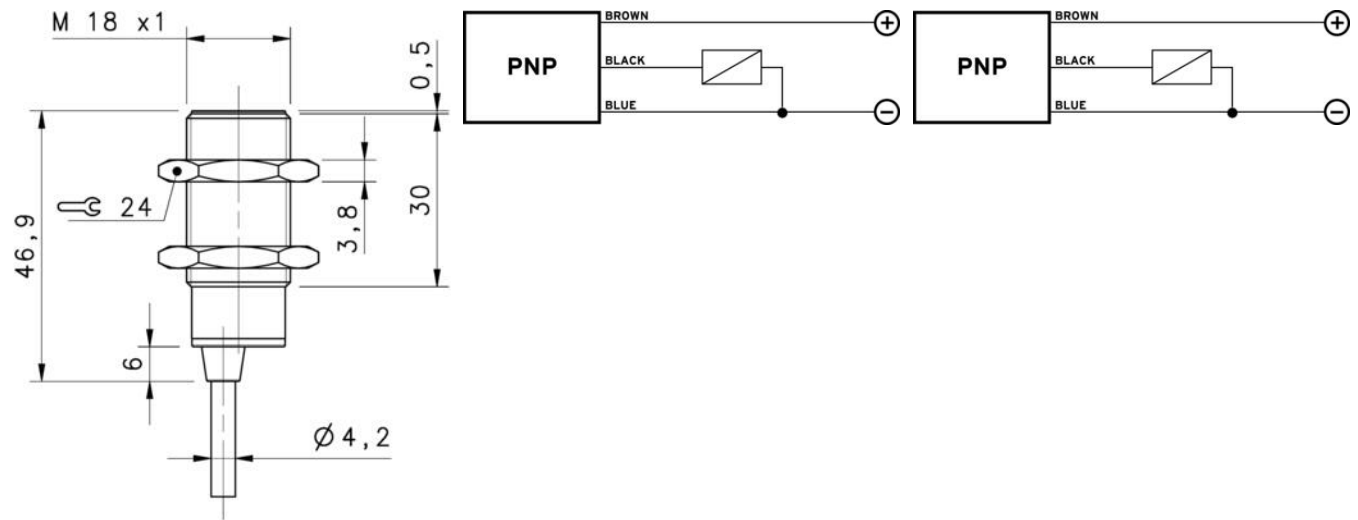 M 18 x1
0,5
24
3,8
30
46,9
6
Ø4,2
BROWN
PNP
BLACK
BLUE
+
−
BROWN
PNP
BLACK
BLUE
+
−